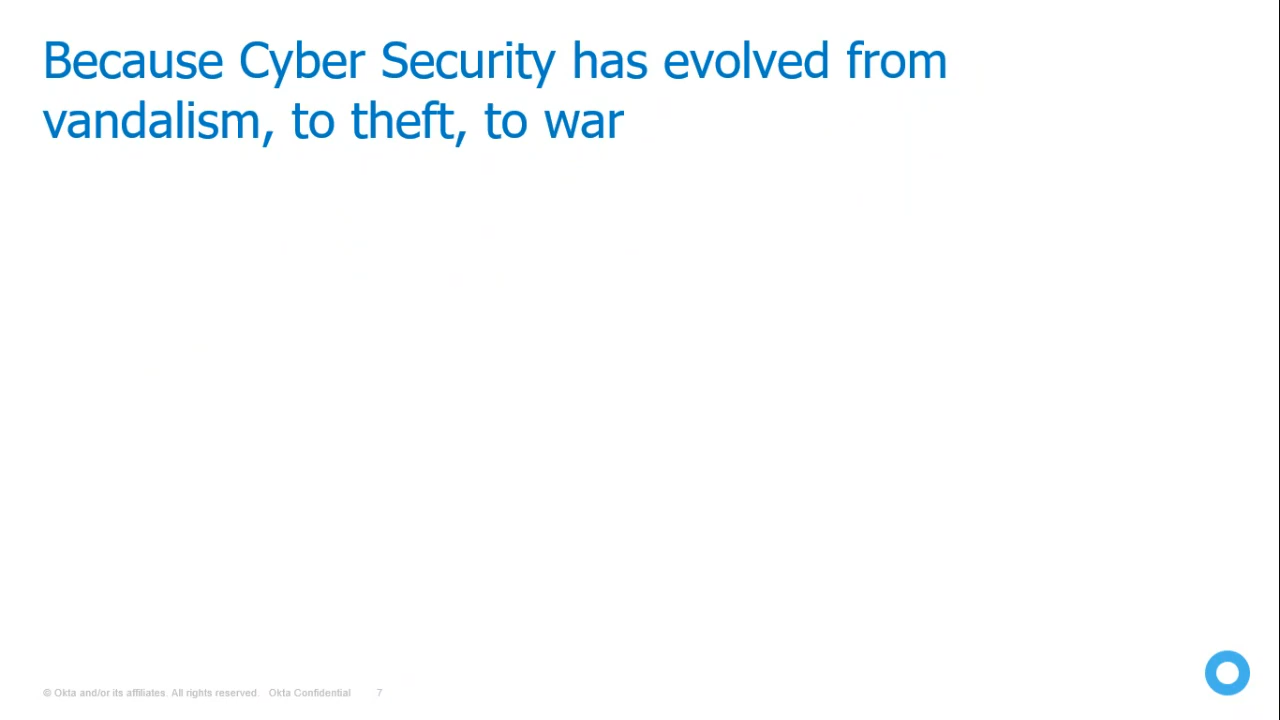 Because Cyber Security has evolved from
vandalism, to theft, to war
© Okta and/or its affiliates. All rights reserved. Okta Confidential 7